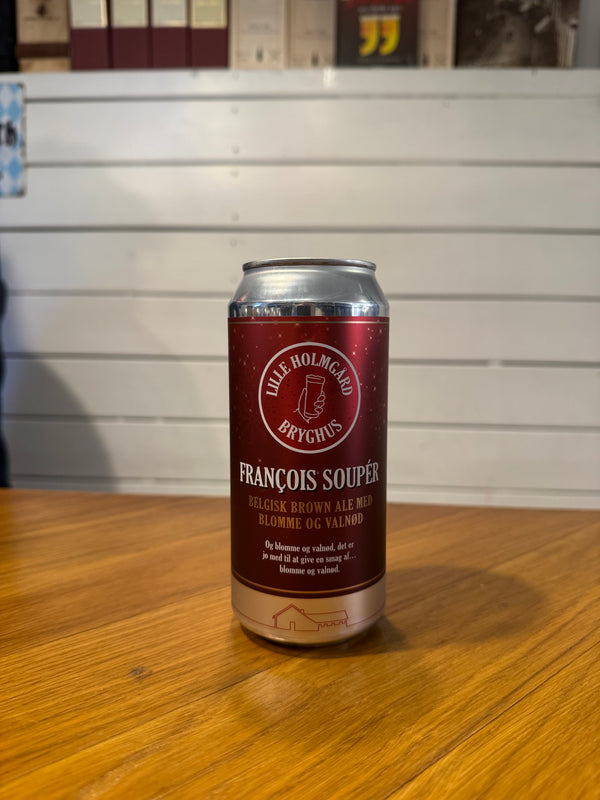 LILLE HOLMGÅRD
BRYGHUS
FRANÇOIS SOUPÉR
BELGISK BROWN ALE MED
BLOMME OG VALNØD
Og blomme og valnød, det er
jo med til at give en smag af...
blomme og valnød.